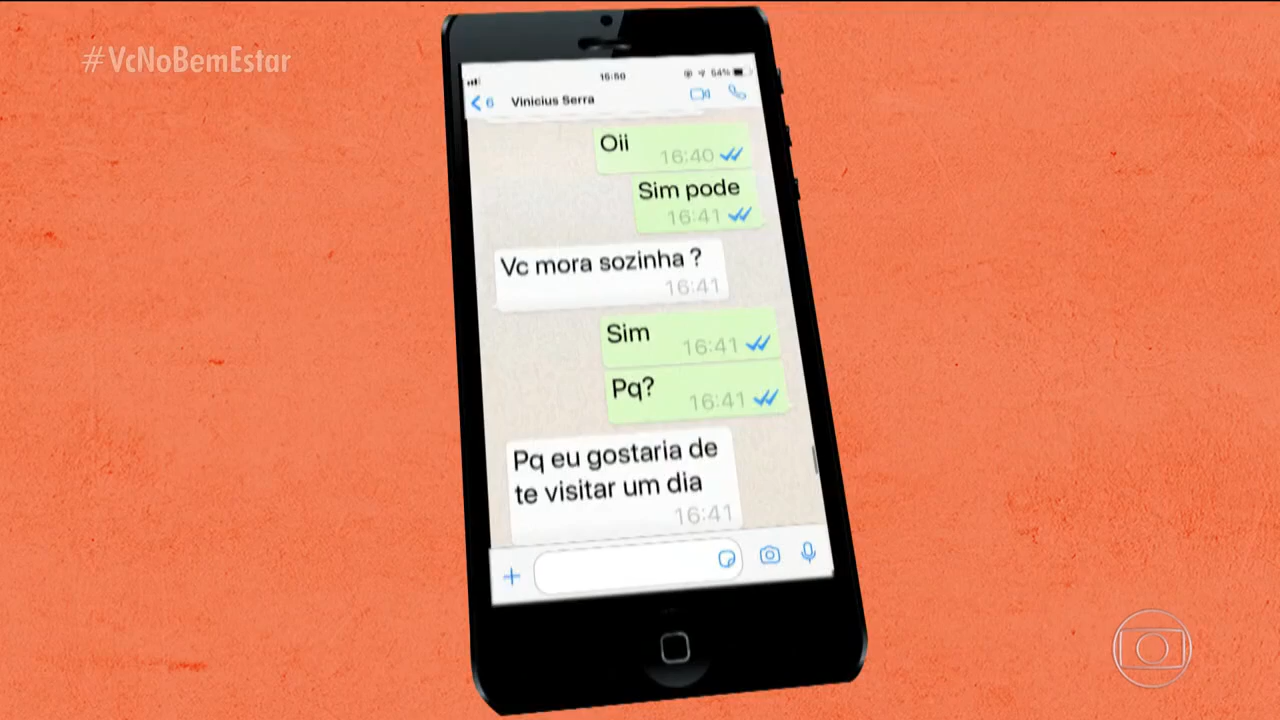 #VcNoBemEstar
16:50
54%
6
Vinicius Serra
Oii
16:40
Sim pode
16:41
Vc mora sozinha ?
16:41
Sim
16:41
Pq?
16:41
Pq eu gostaria de
te visitar um dia
16:41